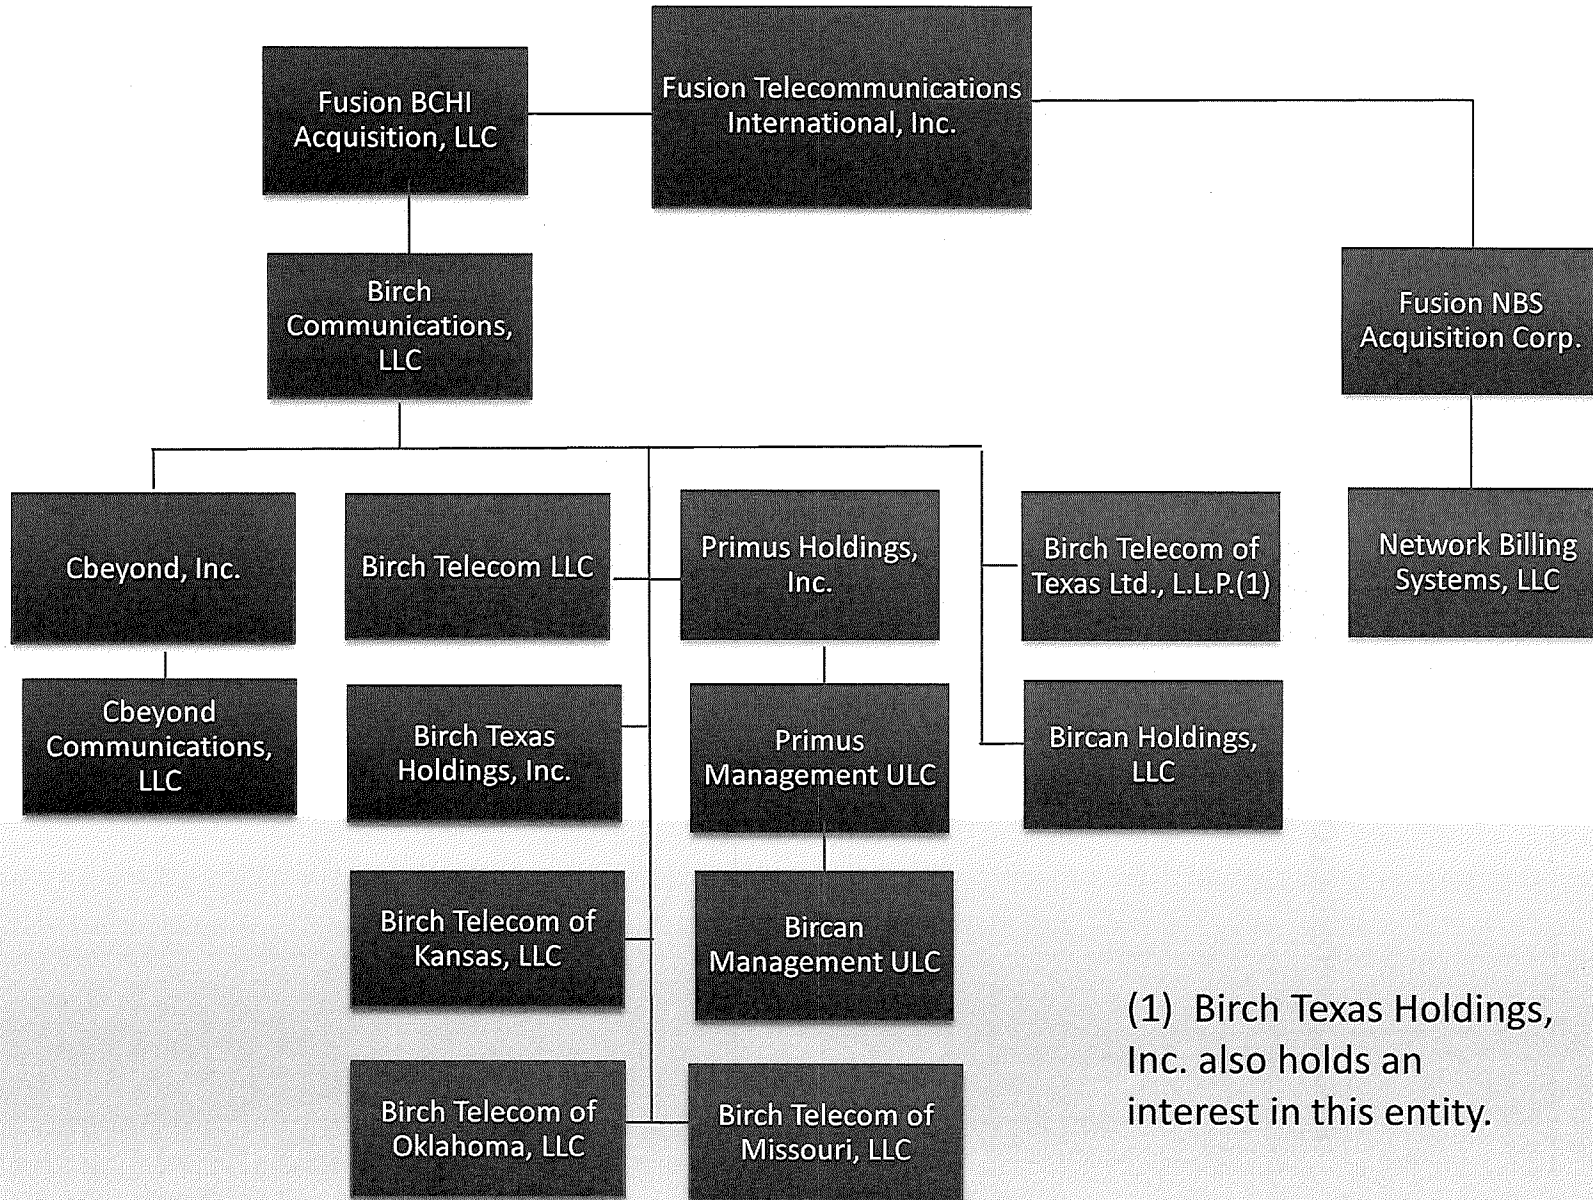 Fusion BCHI
Acquisition, LLC
Fusion Telecommunications
International, Inc.
Birch
Communications,
LLC
Fusion NBS
Acquisition Corp.
Cbeyond, Inc.
Birch Telecom LLC
Primus Holdings,
Inc.
Birch Telecom of
Texas Ltd., L.L.P.(1)
Network Billing
Systems, LLC
Cbeyond
Communications,
LLC
Birch Texas
Holdings, Inc.
Primus
Management ULC
Bircan Holdings,
LLC
Birch Telecom of
Kansas, LLC
Bircan
Management ULC
Birch Telecom of
Oklahoma, LLC
Birch Telecom of
Missouri, LLC
(1) Birch Texas Holdings,
Inc. also holds an
interest in this entity.